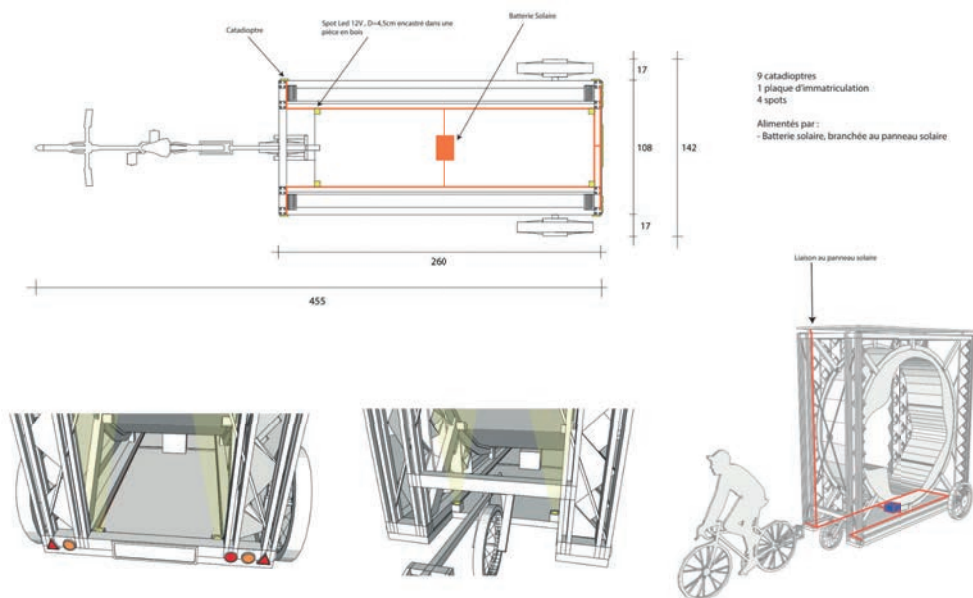 Catadioptre
Spot Led 12V , D=4,5cm encastré dans une
pièce en bois
Batterie Solaire
17
108
142
17
260
455
9 catadioptres
1 plaque d'immatriculation
4 spots
Alimentés par :
- Batterie solaire, branchée au panneau solaire
Liaison au panneau solaire